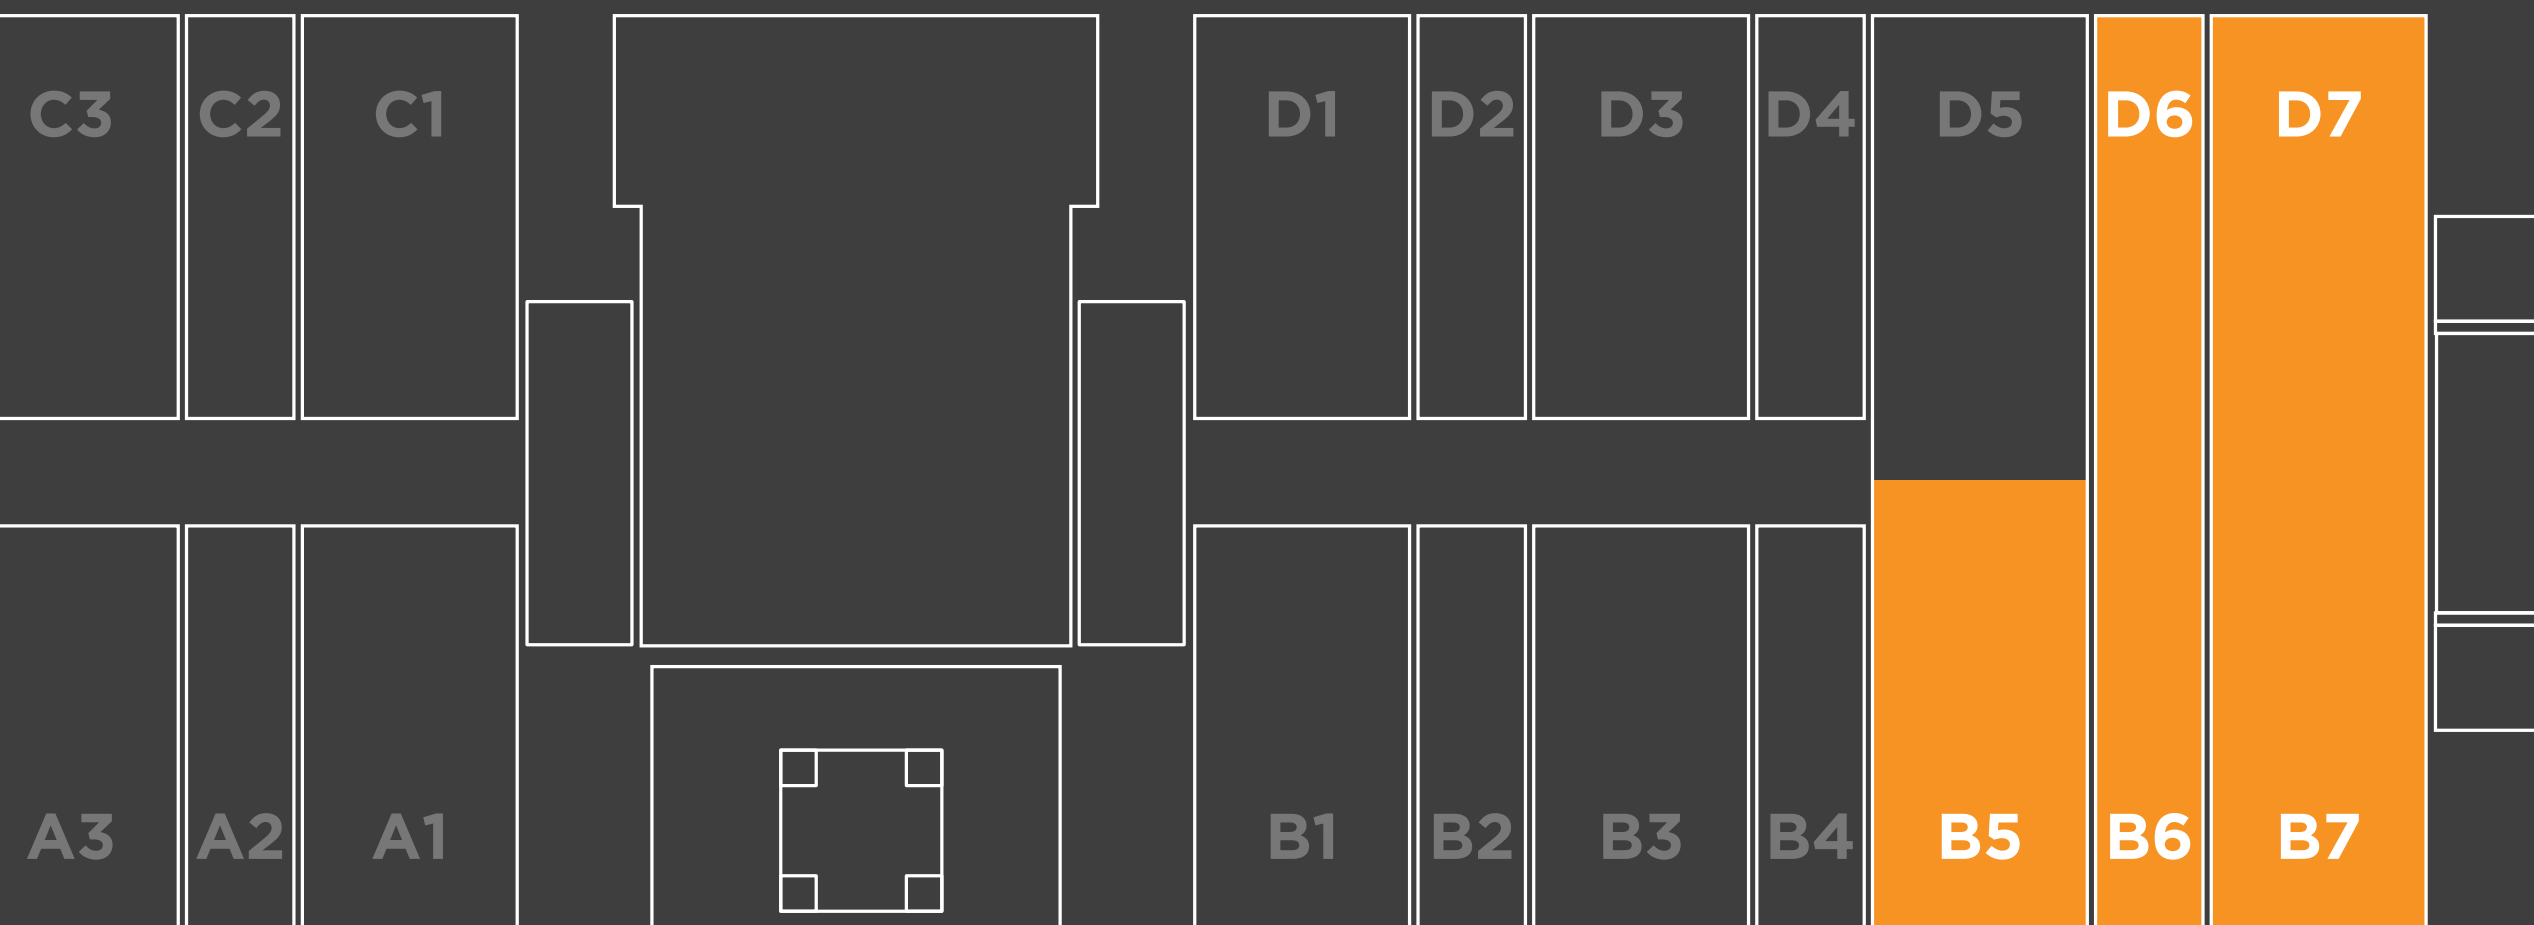 C3 C2 C1 D1 D2 D3 D4 D5 D6 D7
A3 A2 A1 B1 B2 B3 B4 B5 B6 B7